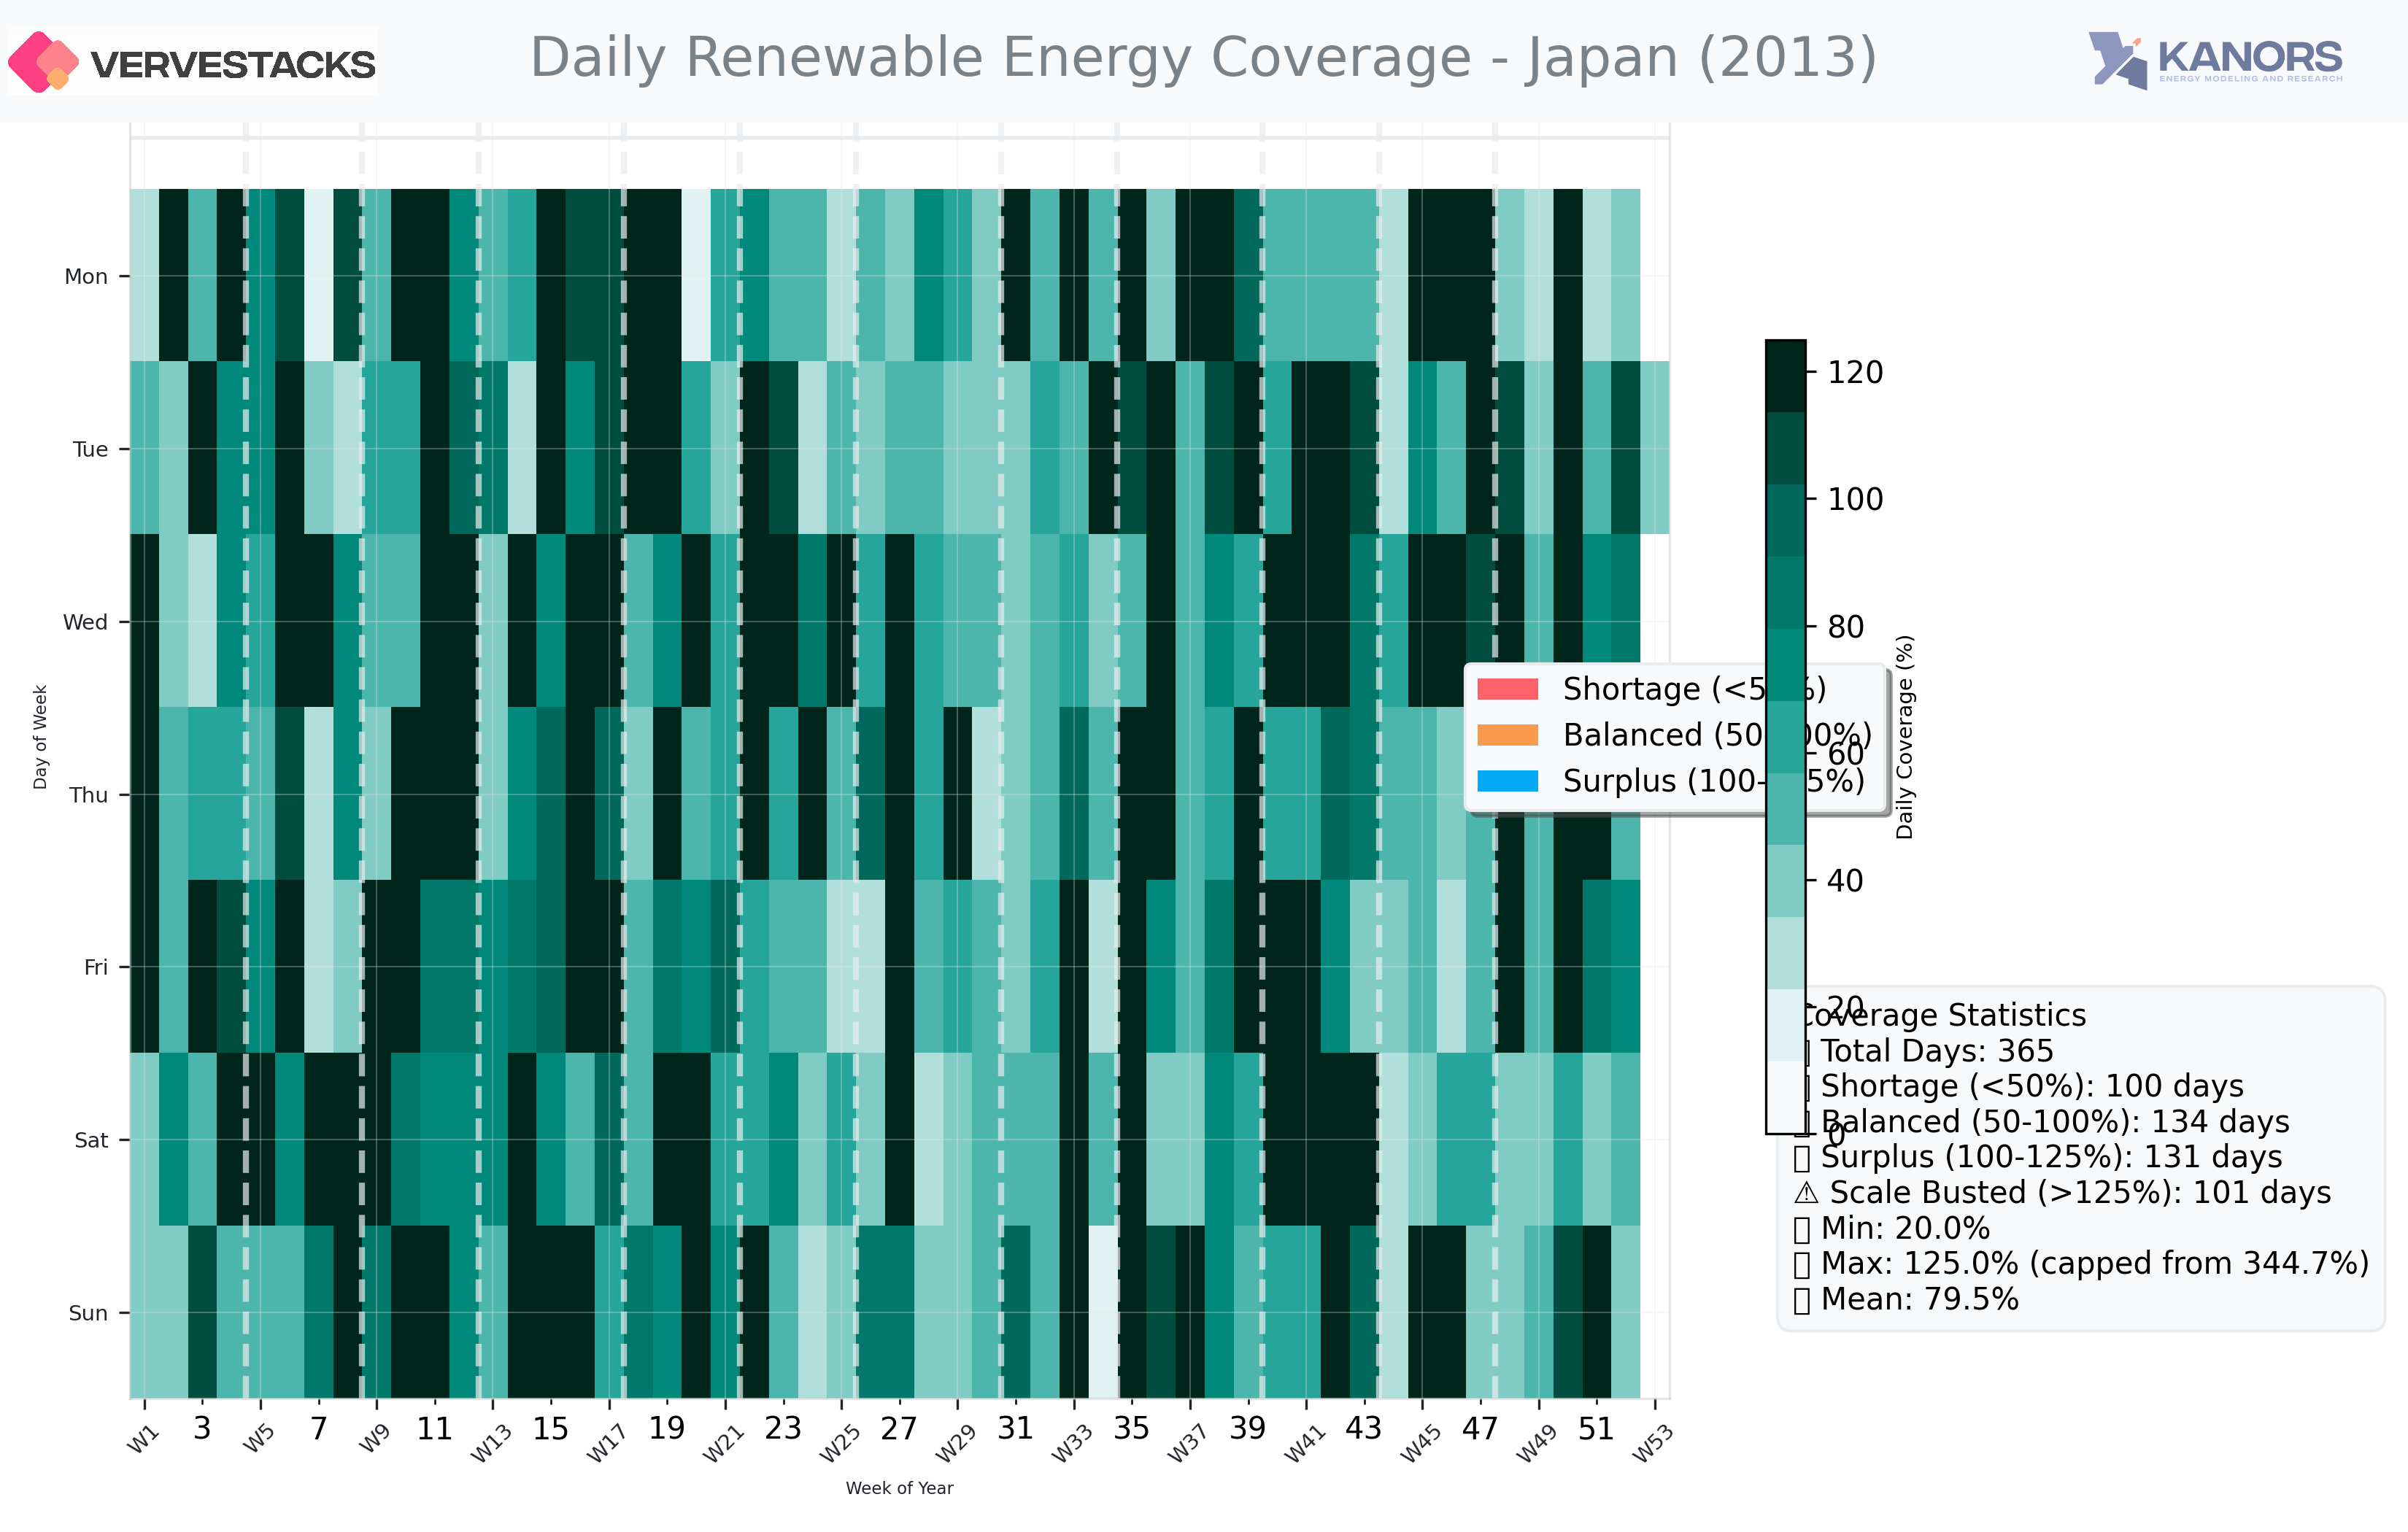 VERVESTACKS
Daily Renewable Energy Coverage - Japan (2013)
KANORS
ENERGY MODELING AND RESEARCH
Mon
Tue
Wed
Thu
Fri
Sat
Sun
Day of Week
W1 3 W5 7 W9 11 W13 15 W17 19 W21 23 W25 27 W29 31 W33 35 W37 39 W41 43 W45 47 W49 51 W53
Week of Year
120
100
80
60
40
20
0
Daily Coverage (%)
Shortage (<5 %)
Balanced (50 00%)
Surplus (100- 5%)
Coverage Statistics
Total Days: 365
Shortage (<50%): 100 days
Balanced (50-100%): 134 days
Surplus (100-125%): 131 days
⚠ Scale Busted (>125%): 101 days
Min: 20.0%
Max: 125.0% (capped from 344.7%)
Mean: 79.5%